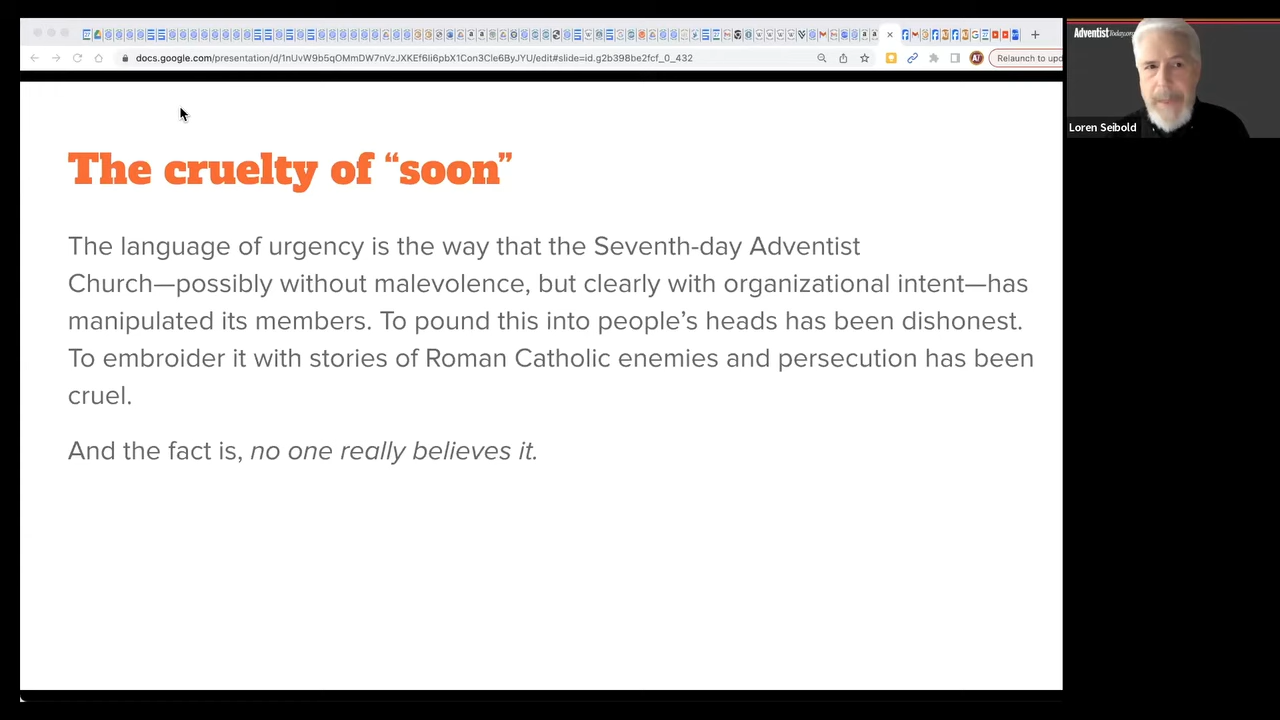 docs.google.com/presentation/d/1nUvW9b5qOMmDW7nVzJXKEf6li6pbX1Con3Cle6ByJYU/edit#slide=id.g2b398be2fcf_0_432
Relaunch to upd
AdventistToday.org
Loren Seibold
The cruelty of “soon”
The language of urgency is the way that the Seventh-day Adventist
Church—possibly without malevolence, but clearly with organizational intent—has
manipulated its members. To pound this into people’s heads has been dishonest.
To embroider it with stories of Roman Catholic enemies and persecution has been
cruel.
And the fact is, no one really believes it.